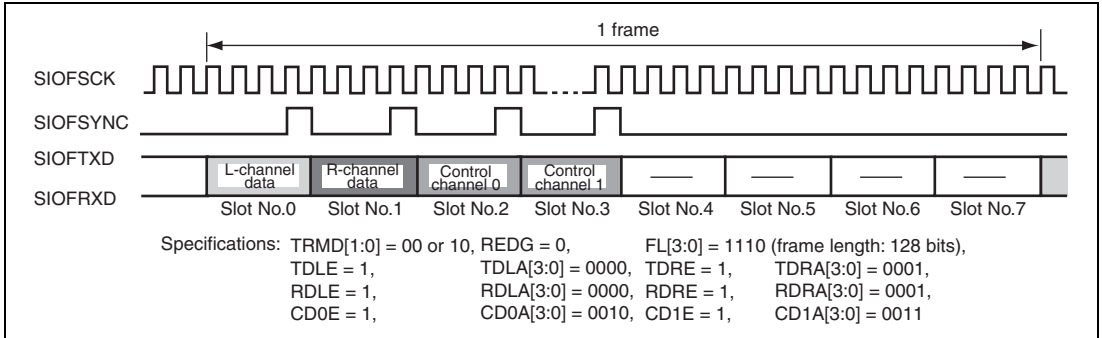 1 frame
SIOFSCK
SIOFSYNC
SIOFTXD
SIOFRXD
L-channel data
R-channel data
Control channel 0
Control channel 1
Slot No.0 Slot No.1 Slot No.2 Slot No.3 Slot No.4 Slot No.5 Slot No.6 Slot No.7
Specifications: TRMD[1:0] = 00 or 10, REDG = 0, FL[3:0] = 1110 (frame length: 128 bits),
TDLE = 1, TDLA[3:0] = 0000, TDRE = 1, TDRA[3:0] = 0001,
RDLE = 1, RDLA[3:0] = 0000, RDRE = 1, RDRA[3:0] = 0001,
CD0E = 1, CD0A[3:0] = 0010, CD1E = 1, CD1A[3:0] = 0011